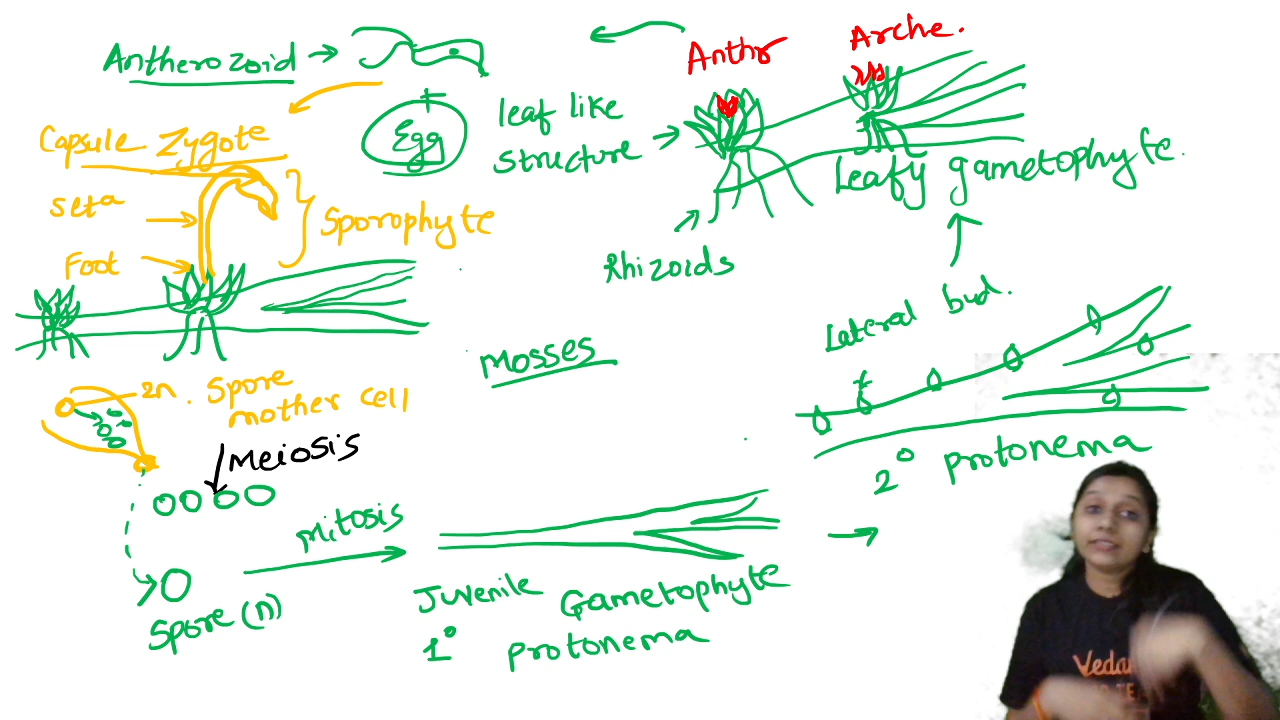 Antherozoid →
+
Egg
leaf like
structure →
Anthr
Arche.
Leafy gametophyte.
Rhizoids
Capsule Zygote
seta
Foot
Sporophyte
Mosses
Lateral bud.
2° protonema
2n. Spore
mother cell
Meiosis
Mitosis
Spore (n)
Juvenile Gametophyte
1° protonema